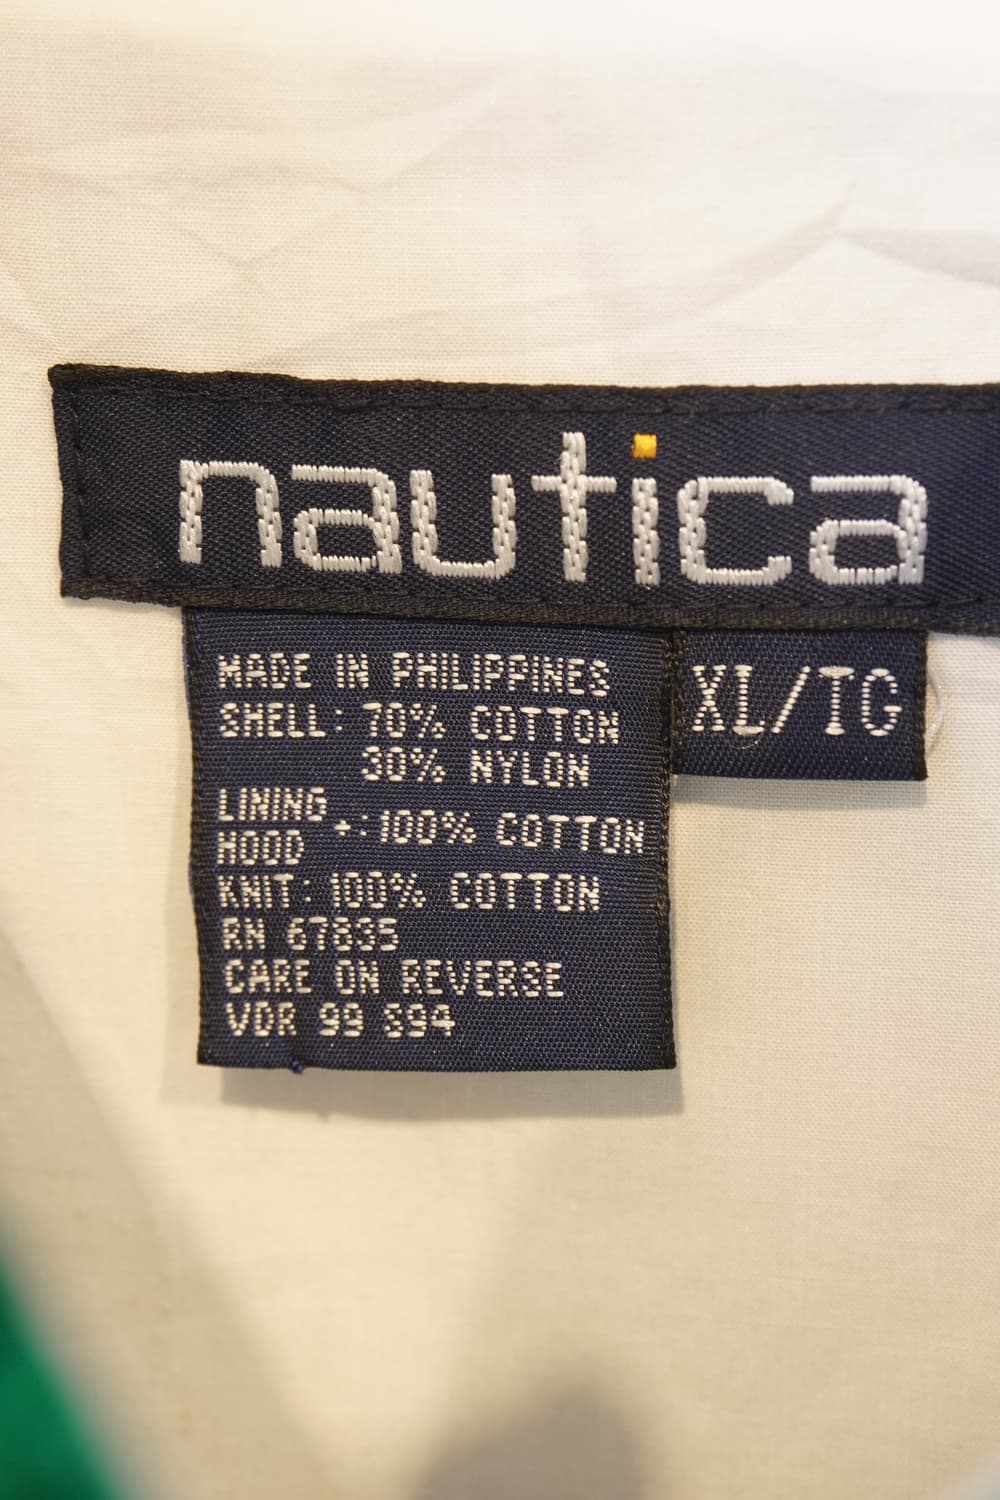 nautica
MADE IN PHILIPPINES
SHELL: 70% COTTON
30% NYLON
LINING
HOOD +: 100% COTTON
KNIT: 100% COTTON
RN 67835
CARE ON REVERSE
VDR 99 S94
XL/TG